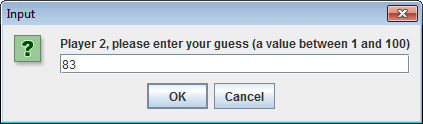 Input
Player 2, please enter your guess (a value between 1 and 100)
83
OK Cancel